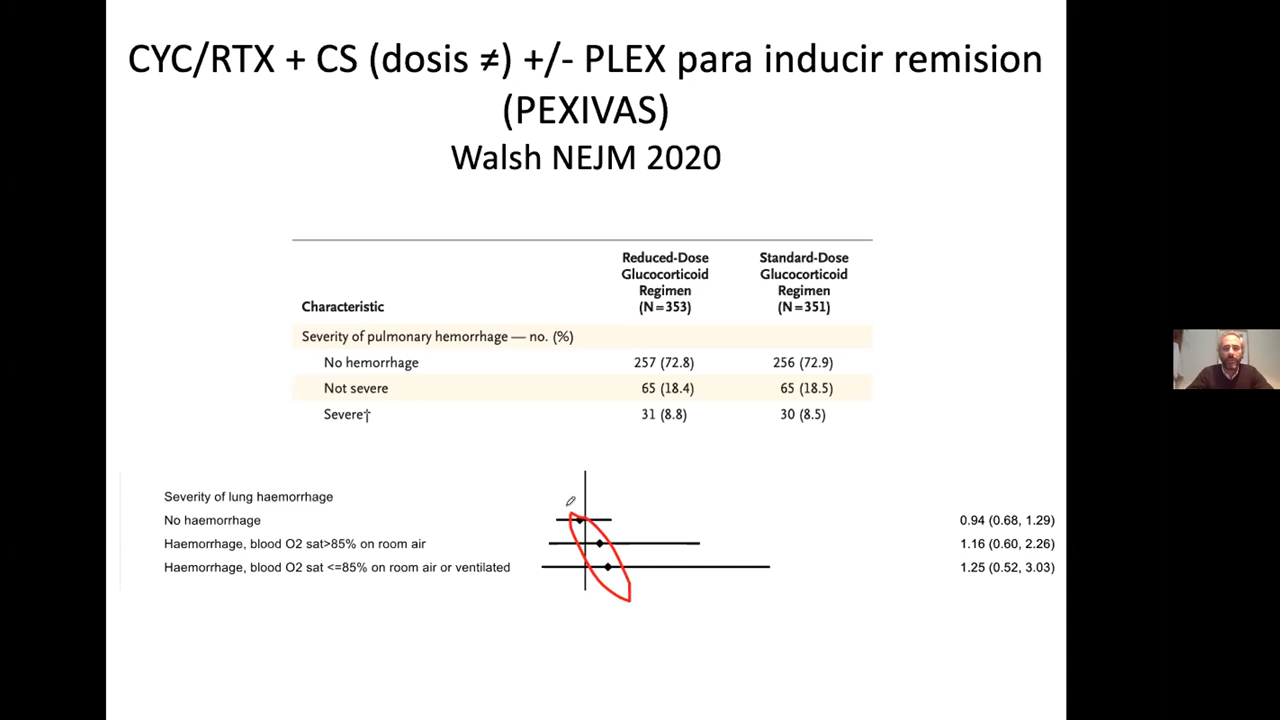 CYC/RTX + CS (dosis ≠) +/- PLEX para inducir remision
(PEXIVAS)
Walsh NEJM 2020
Characteristic
Reduced-Dose
Glucocorticoid
Regimen
(N=353)
Standard-Dose
Glucocorticoid
Regimen
(N=351)
Severity of pulmonary hemorrhage — no. (%)
No hemorrhage 257 (72.8) 256 (72.9)
Not severe 65 (18.4) 65 (18.5)
Severe† 31 (8.8) 30 (8.5)
Severity of lung haemorrhage
No haemorrhage 0.94 (0.68, 1.29)
Haemorrhage, blood O2 sat>85% on room air 1.16 (0.60, 2.26)
Haemorrhage, blood O2 sat <=85% on room air or ventilated 1.25 (0.52, 3.03)